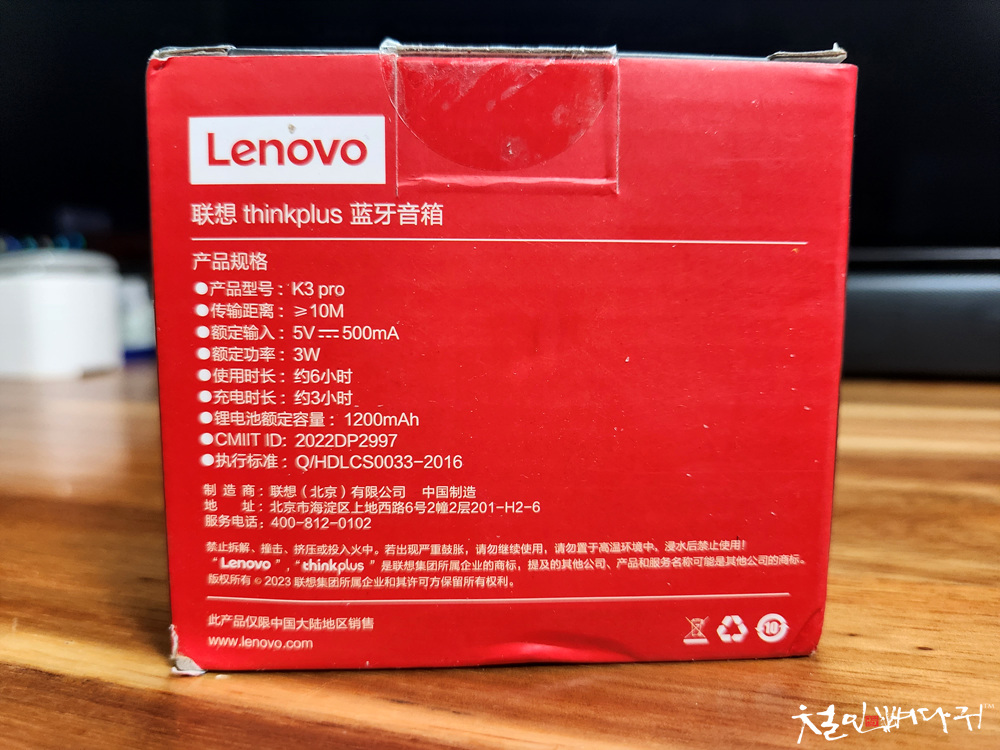 Lenovo
联想 thinkplus 蓝牙音箱
产品规格
●产品型号：K3 pro
●传输距离：≥10M
●额定输入：5V⎓500mA
●额定功率：3W
●使用时长：约6小时
●充电时长：约3小时
●锂电池额定容量：1200mAh
●CMIIT ID: 2022DP2997
●执行标准：Q/HDLCS0033-2016
制 造 商：联想（北京）有限公司 中国制造
地 址：北京市海淀区上地西路6号2幢2层201-H2-6
服务电话：400-812-0102
禁止拆解、撞击、挤压或投入火中。若出现严重鼓胀，请勿继续使用，请勿置于高温环境中。浸水后禁止使用！
“Lenovo”，“thinkplus”是联想集团所属企业的商标，提及的其他公司、产品和服务名称可能是其他公司的商标。
版权所有 © 2023 联想集团所属企业和其许可方保留所有权利。
此产品仅限中国大陆地区销售
www.lenovo.com
10